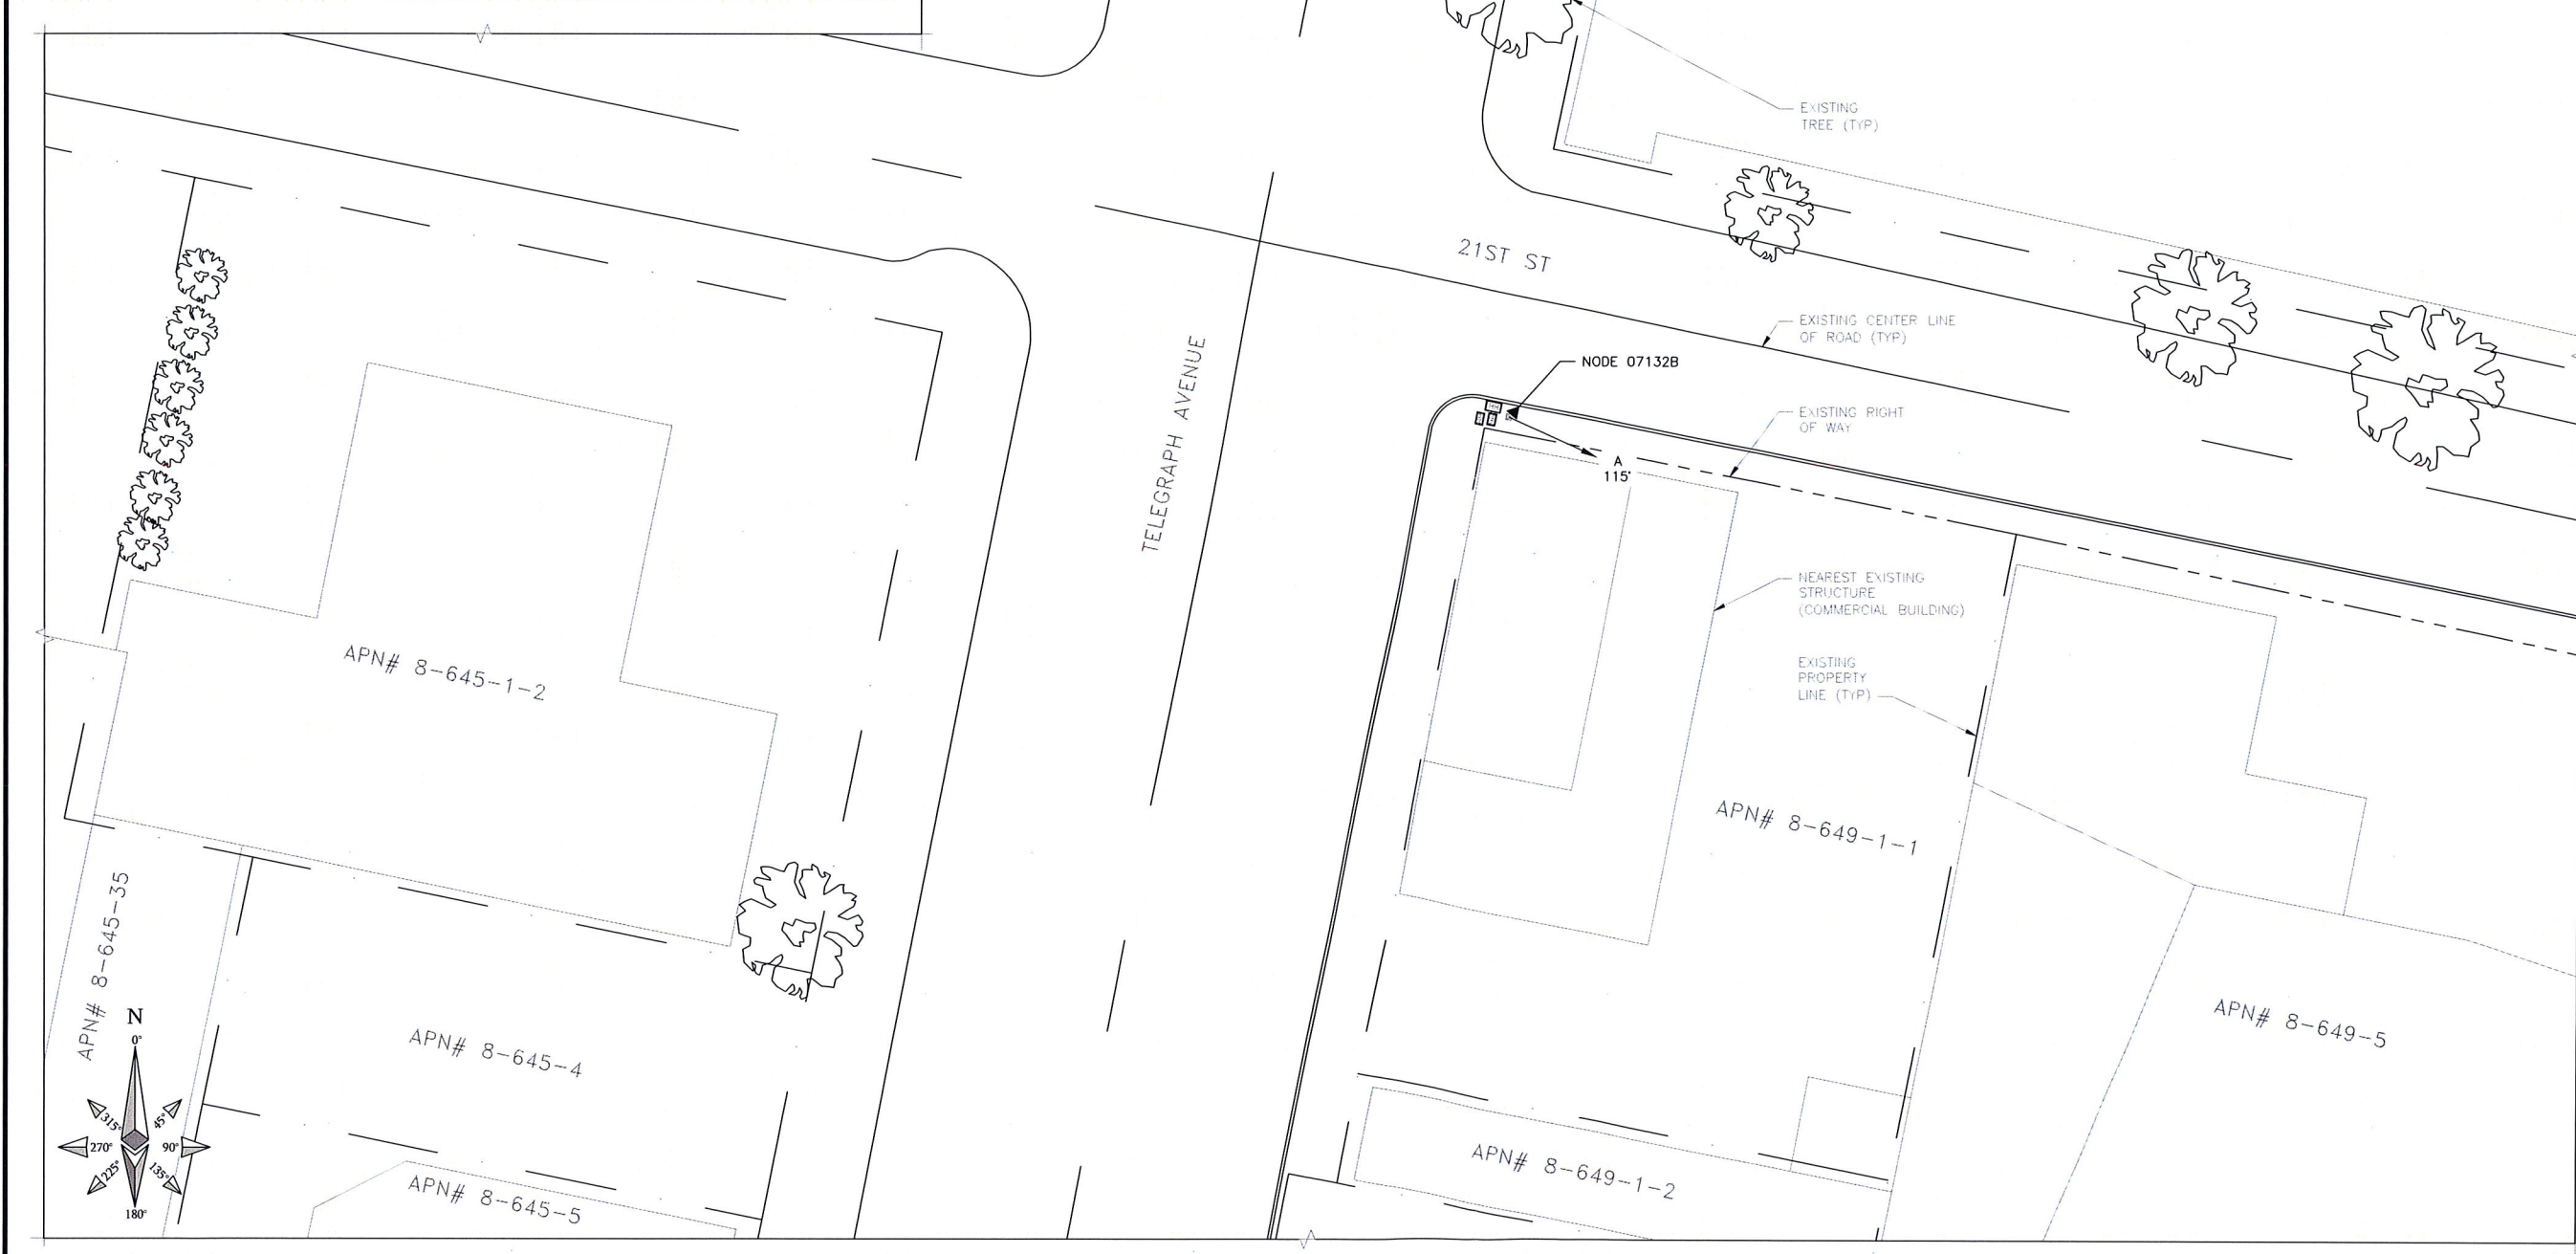 EXISTING
TREE (TYP)
21ST ST
EXISTING CENTER LINE
OF ROAD (TYP)
NODE 07132B
TELEGRAPH AVENUE
EXISTING RIGHT
OF WAY
A
115°
NEAREST EXISTING
STRUCTURE
(COMMERCIAL BUILDING)
EXISTING
PROPERTY
LINE (TYP)
APN# 8-645-1-2
APN# 8-649-1-1
APN# 8-645-35
APN# 8-645-4
APN# 8-649-5
APN# 8-649-1-2
APN# 8-645-5
N
0°
315°
45°
270°
90°
225°
135°
180°